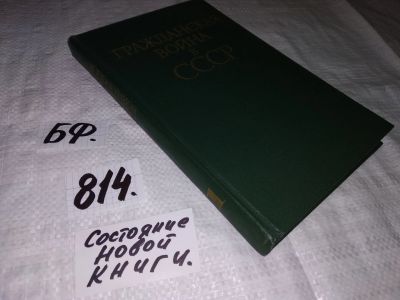 ГРАЖДАНСКАЯ
ВОЙНА
В СССР
БФ.
814.
Состояние
новой
книги.